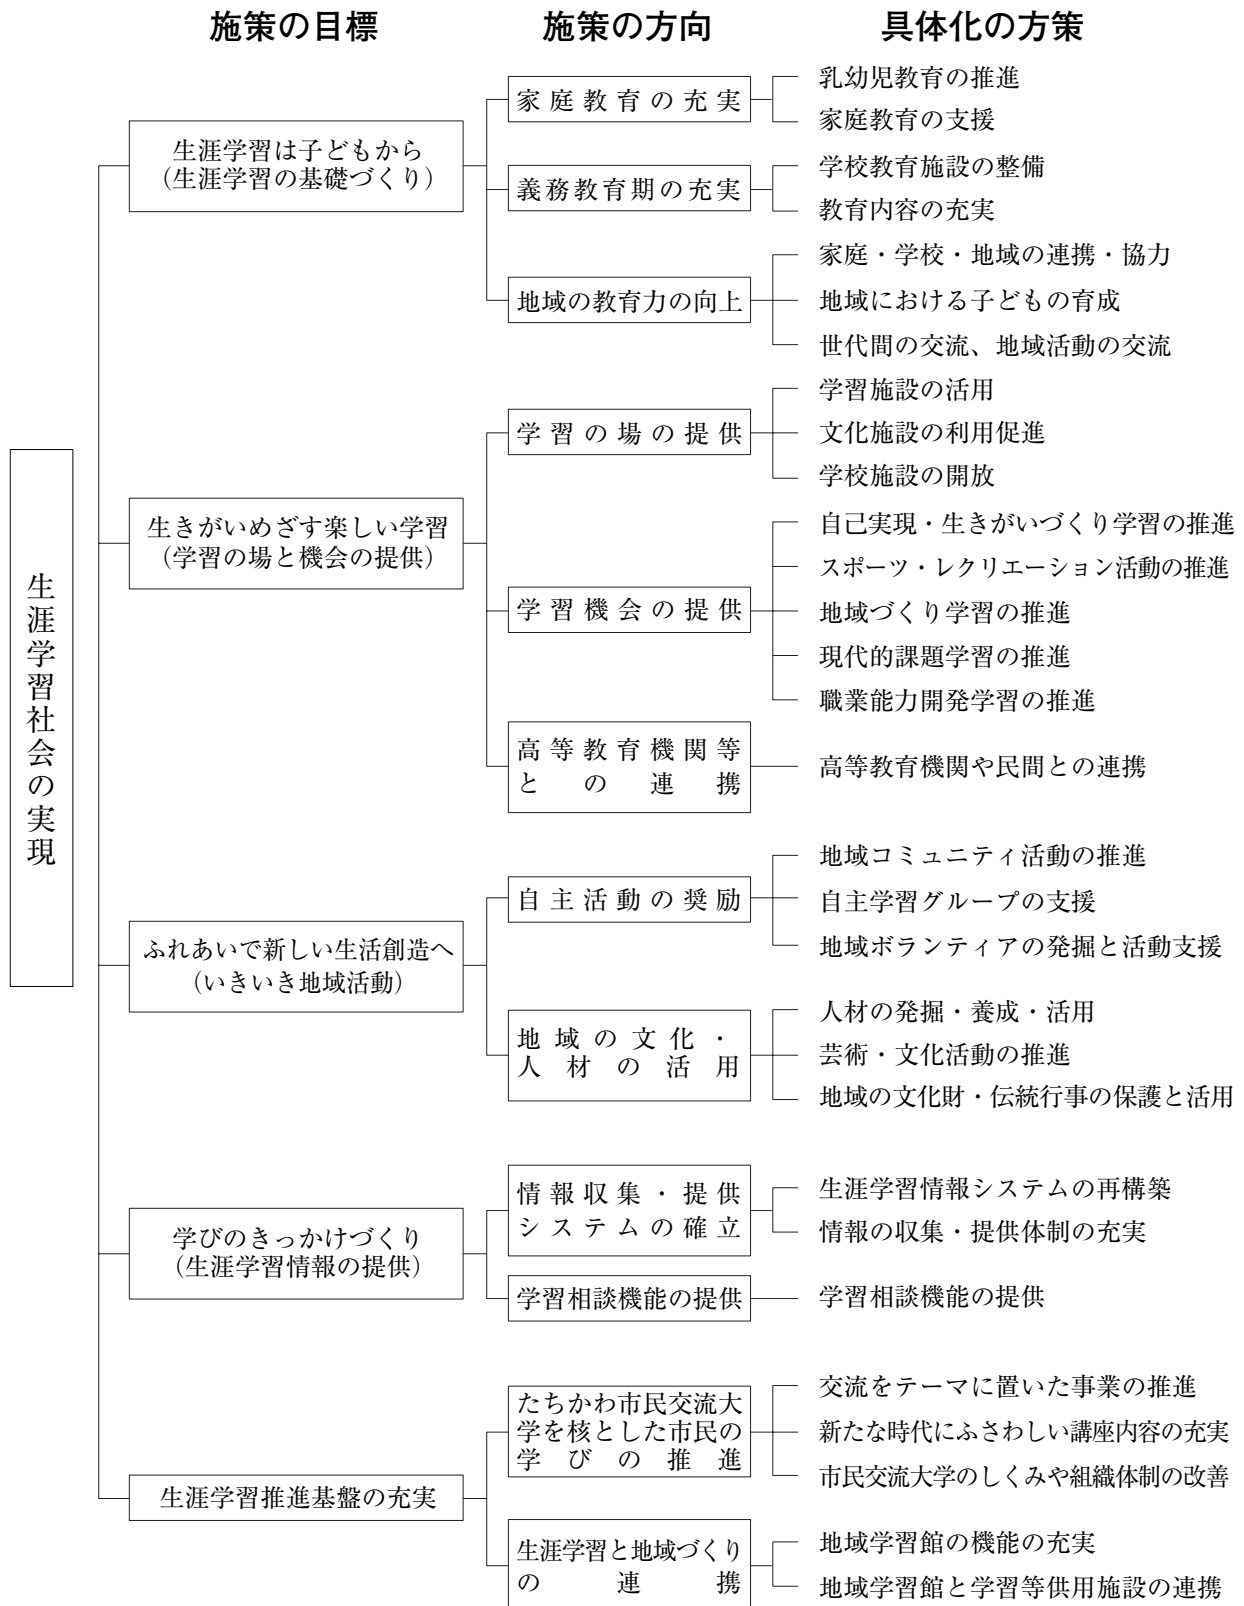 施策の目標
施策の方向
具体化の方策
生涯学習社会の実現
生涯学習は子どもから
（生涯学習の基礎づくり）
家庭教育の充実
乳幼児教育の推進
家庭教育の支援
義務教育期の充実
学校教育施設の整備
教育内容の充実
地域の教育力の向上
家庭・学校・地域の連携・協力
地域における子どもの育成
世代間の交流、地域活動の交流
生きがいめざす楽しい学習
（学習の場と機会の提供）
学習の場の提供
学習施設の活用
文化施設の利用促進
学校施設の開放
学習機会の提供
自己実現・生きがいづくり学習の推進
スポーツ・レクリエーション活動の推進
地域づくり学習の推進
現代的課題学習の推進
職業能力開発学習の推進
高等教育機関等
との連携
高等教育機関や民間との連携
ふれあいで新しい生活創造へ
（いきいき地域活動）
自主活動の奨励
地域コミュニティ活動の推進
自主学習グループの支援
地域ボランティアの発掘と活動支援
地域の文化・
人材の活用
人材の発掘・養成・活用
芸術・文化活動の推進
地域の文化財・伝統行事の保護と活用
学びのきっかけづくり
（生涯学習情報の提供）
情報収集・提供
システムの確立
生涯学習情報システムの再構築
情報の収集・提供体制の充実
学習相談機能の提供
学習相談機能の提供
生涯学習推進基盤の充実
たちかわ市民交流大
学を核とした市民の
学びの推進
交流をテーマに置いた事業の推進
新たな時代にふさわしい講座内容の充実
市民交流大学のしくみや組織体制の改善
生涯学習と地域づくり
の連携
地域学習館の機能の充実
地域学習館と学習等供用施設の連携